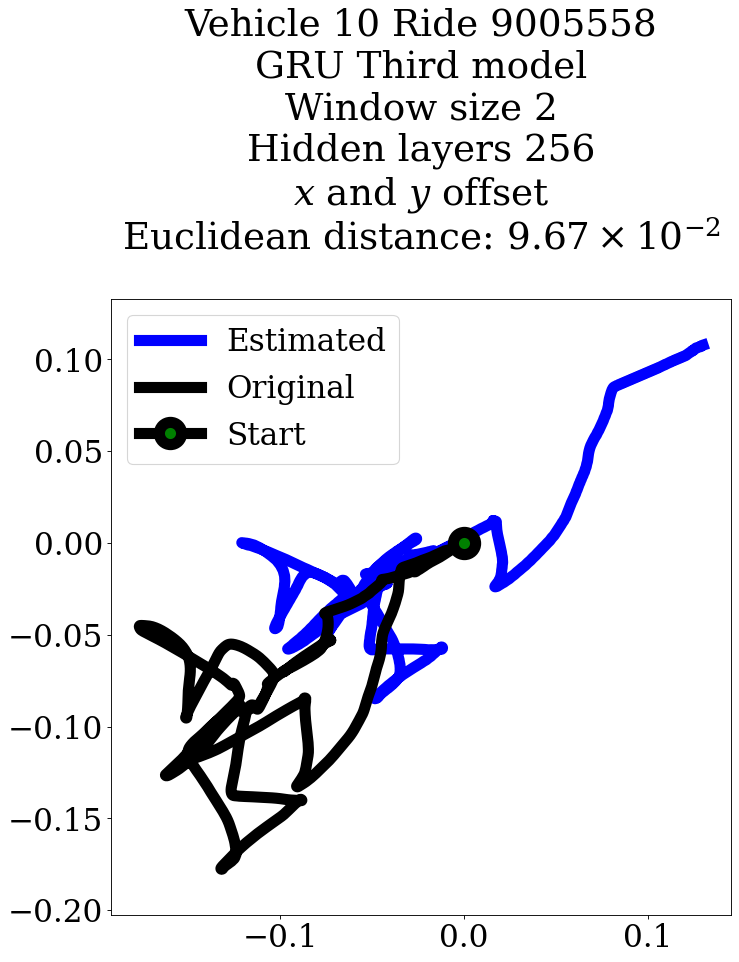 Vehicle 10 Ride 9005558
GRU Third model
Window size 2
Hidden layers 256
x and y offset
Euclidean distance: 9.67 × 10⁻²
Estimated
Original
Start
0.10
0.05
0.00
−0.05
−0.10
−0.15
−0.20
−0.1
0.0
0.1